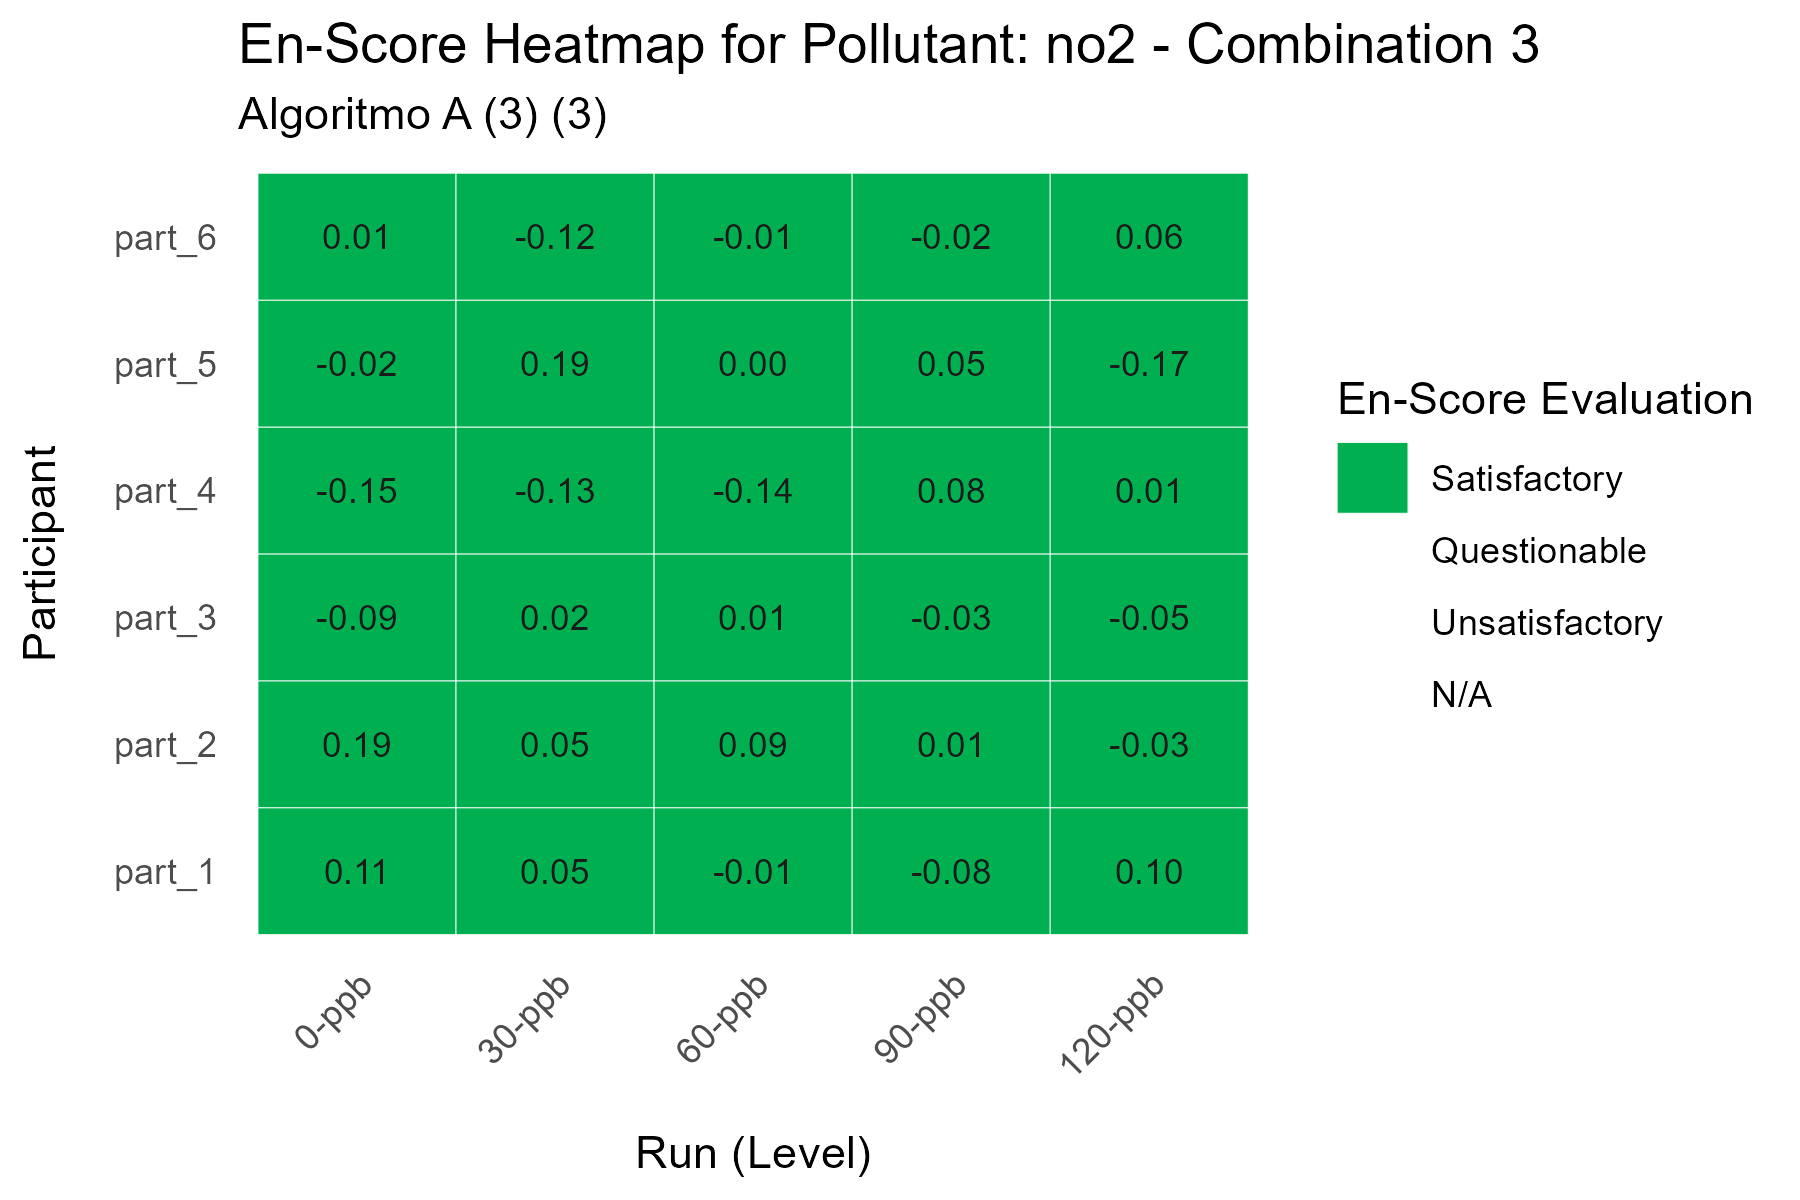 En-Score Heatmap for Pollutant: no2 - Combination 3
Algoritmo A (3) (3)
Participant
part_6 0.01 -0.12 -0.01 -0.02 0.06
part_5 -0.02 0.19 0.00 0.05 -0.17
part_4 -0.15 -0.13 -0.14 0.08 0.01
part_3 -0.09 0.02 0.01 -0.03 -0.05
part_2 0.19 0.05 0.09 0.01 -0.03
part_1 0.11 0.05 -0.01 -0.08 0.10
0-ppb 30-ppb 60-ppb 90-ppb 120-ppb
Run (Level)
En-Score Evaluation
Satisfactory
Questionable
Unsatisfactory
N/A